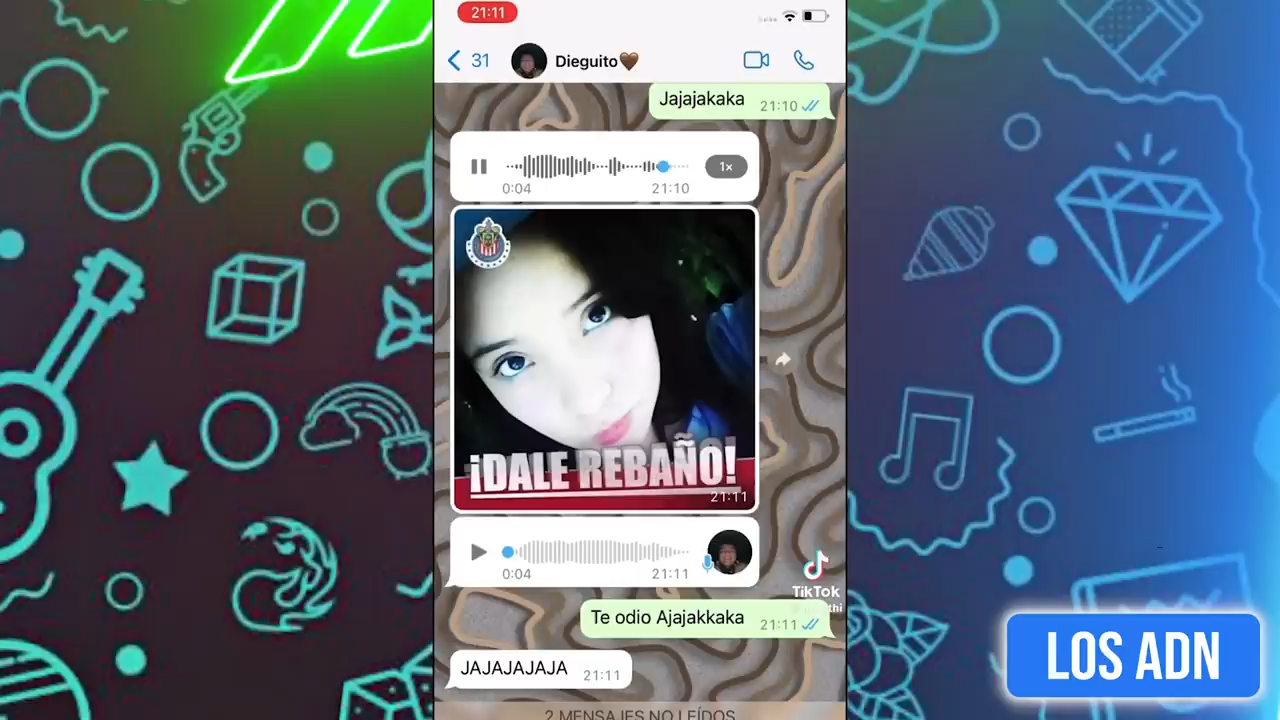 21:11
31
Dieguito🤎
Jajajakaka 21:10
1×
0:04 21:10
¡DALE REBAÑO!
21:11
0:04 21:11
TikTok
Te odio Ajajakkaka 21:11
JAJAJAJAJA 21:11
2 MENSAJES NO LEÍDOS
LOS ADN